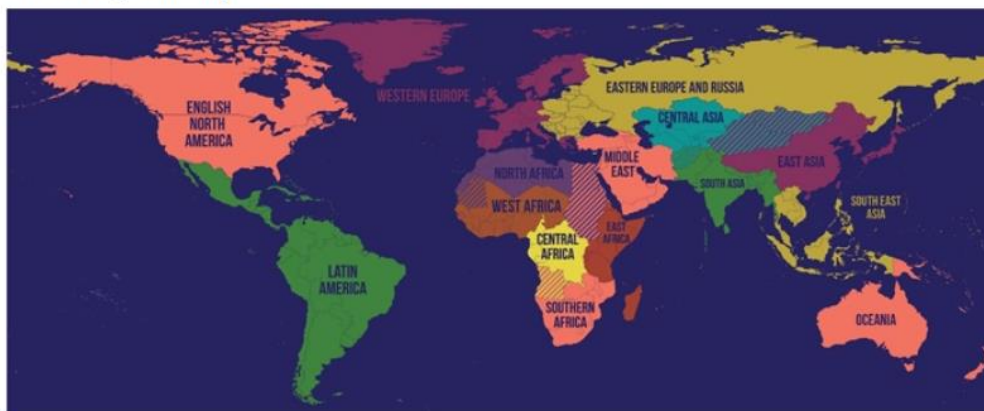 ENGLISH
NORTH
AMERICA
WESTERN EUROPE
EASTERN EUROPE AND RUSSIA
CENTRAL ASIA
MIDDLE
EAST
EAST ASIA
NORTH AFRICA
SOUTH ASIA
WEST AFRICA
SOUTH EAST
ASIA
EAST
AFRICA
CENTRAL
AFRICA
LATIN
AMERICA
SOUTHERN
AFRICA
OCEANIA